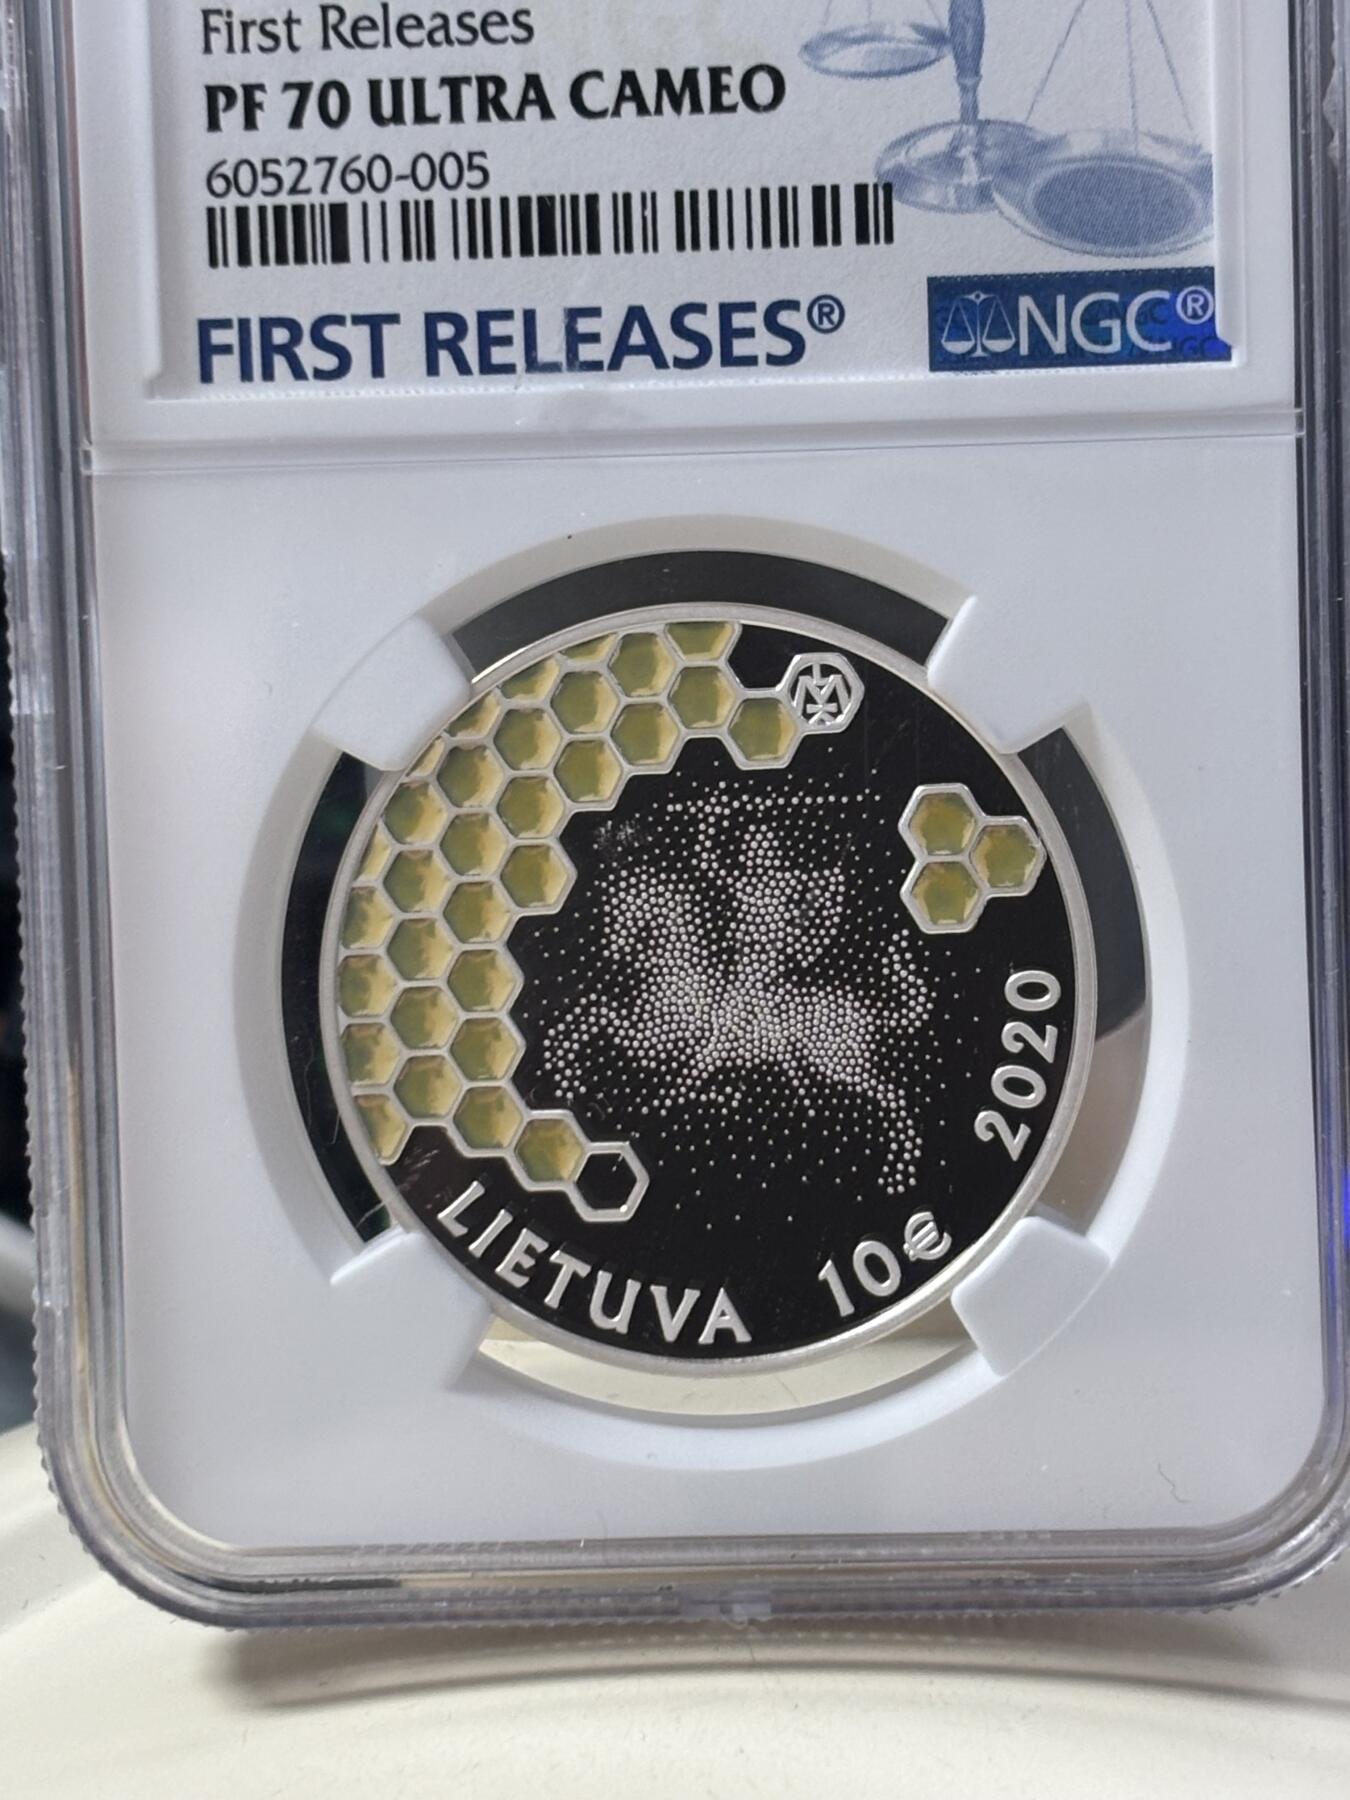 First Releases
PF 70 ULTRA CAMEO
6052760-005
FIRST RELEASES®
NGC®
2020
LIETUVA 10€